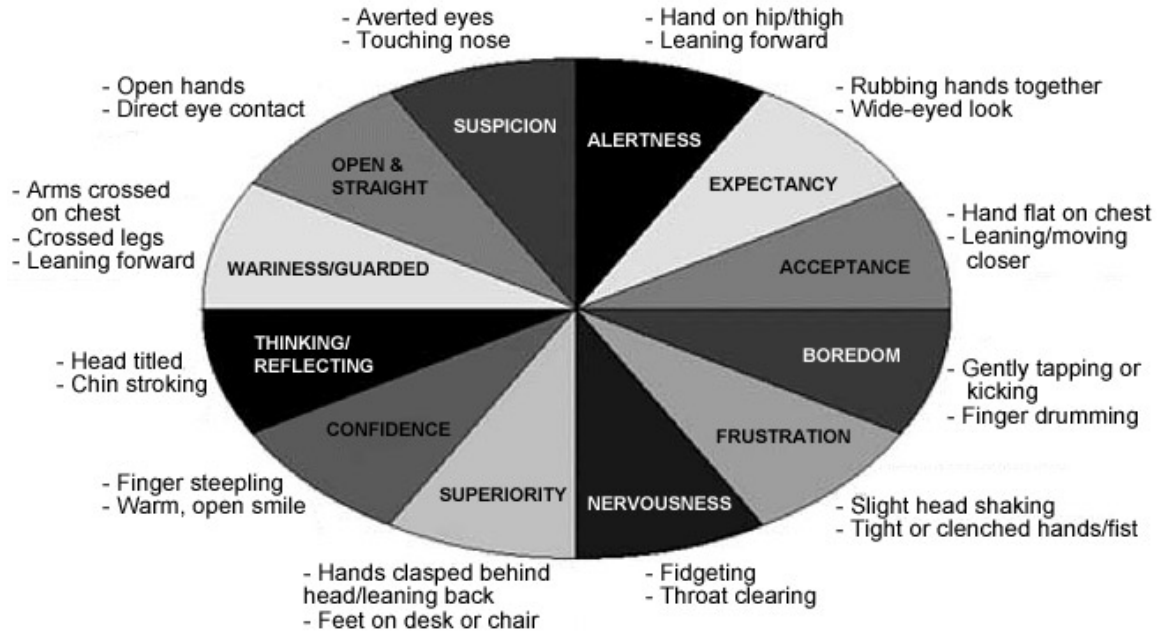 - Averted eyes
- Touching nose
- Hand on hip/thigh
- Leaning forward
- Open hands
- Direct eye contact
- Rubbing hands together
- Wide-eyed look
SUSPICION
ALERTNESS
OPEN &
STRAIGHT
EXPECTANCY
- Arms crossed
on chest
- Crossed legs
- Leaning forward
WARINESS/GUARDED
ACCEPTANCE
- Hand flat on chest
- Leaning/moving
closer
- Head titled
- Chin stroking
THINKING/
REFLECTING
BOREDOM
- Gently tapping or
kicking
- Finger drumming
CONFIDENCE
FRUSTRATION
- Finger steepling
- Warm, open smile
SUPERIORITY
NERVOUSNESS
- Slight head shaking
- Tight or clenched hands/fist
- Hands clasped behind
head/leaning back
- Feet on desk or chair
- Fidgeting
- Throat clearing